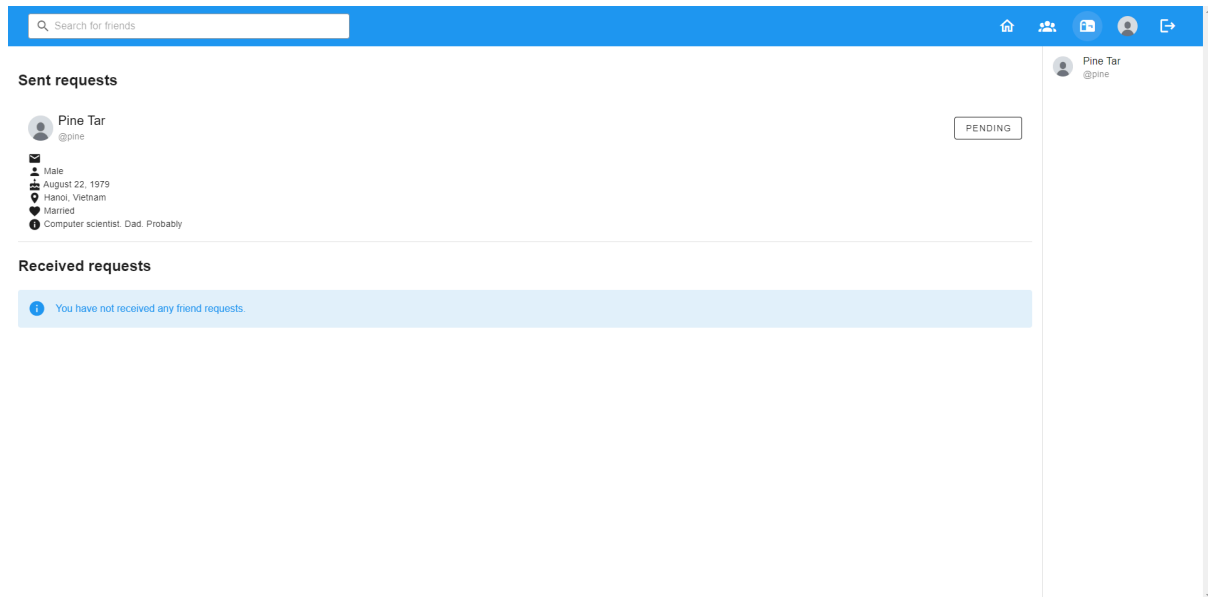 Search for friends
Sent requests
Pine Tar
@pine
PENDING
Male
August 22, 1979
Hanoi, Vietnam
Married
Computer scientist. Dad. Probably
Received requests
You have not received any friend requests.
Pine Tar
@pine